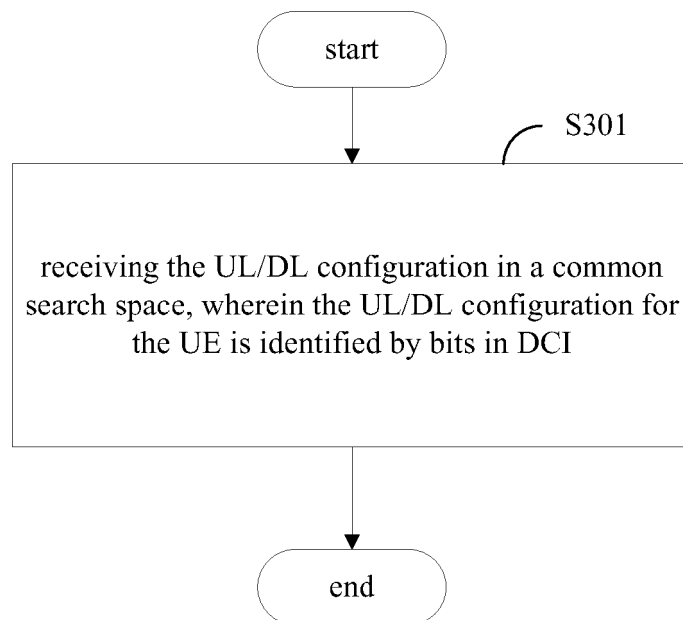 start
S301
receiving the UL/DL configuration in a common
search space, wherein the UL/DL configuration for
the UE is identified by bits in DCI
end